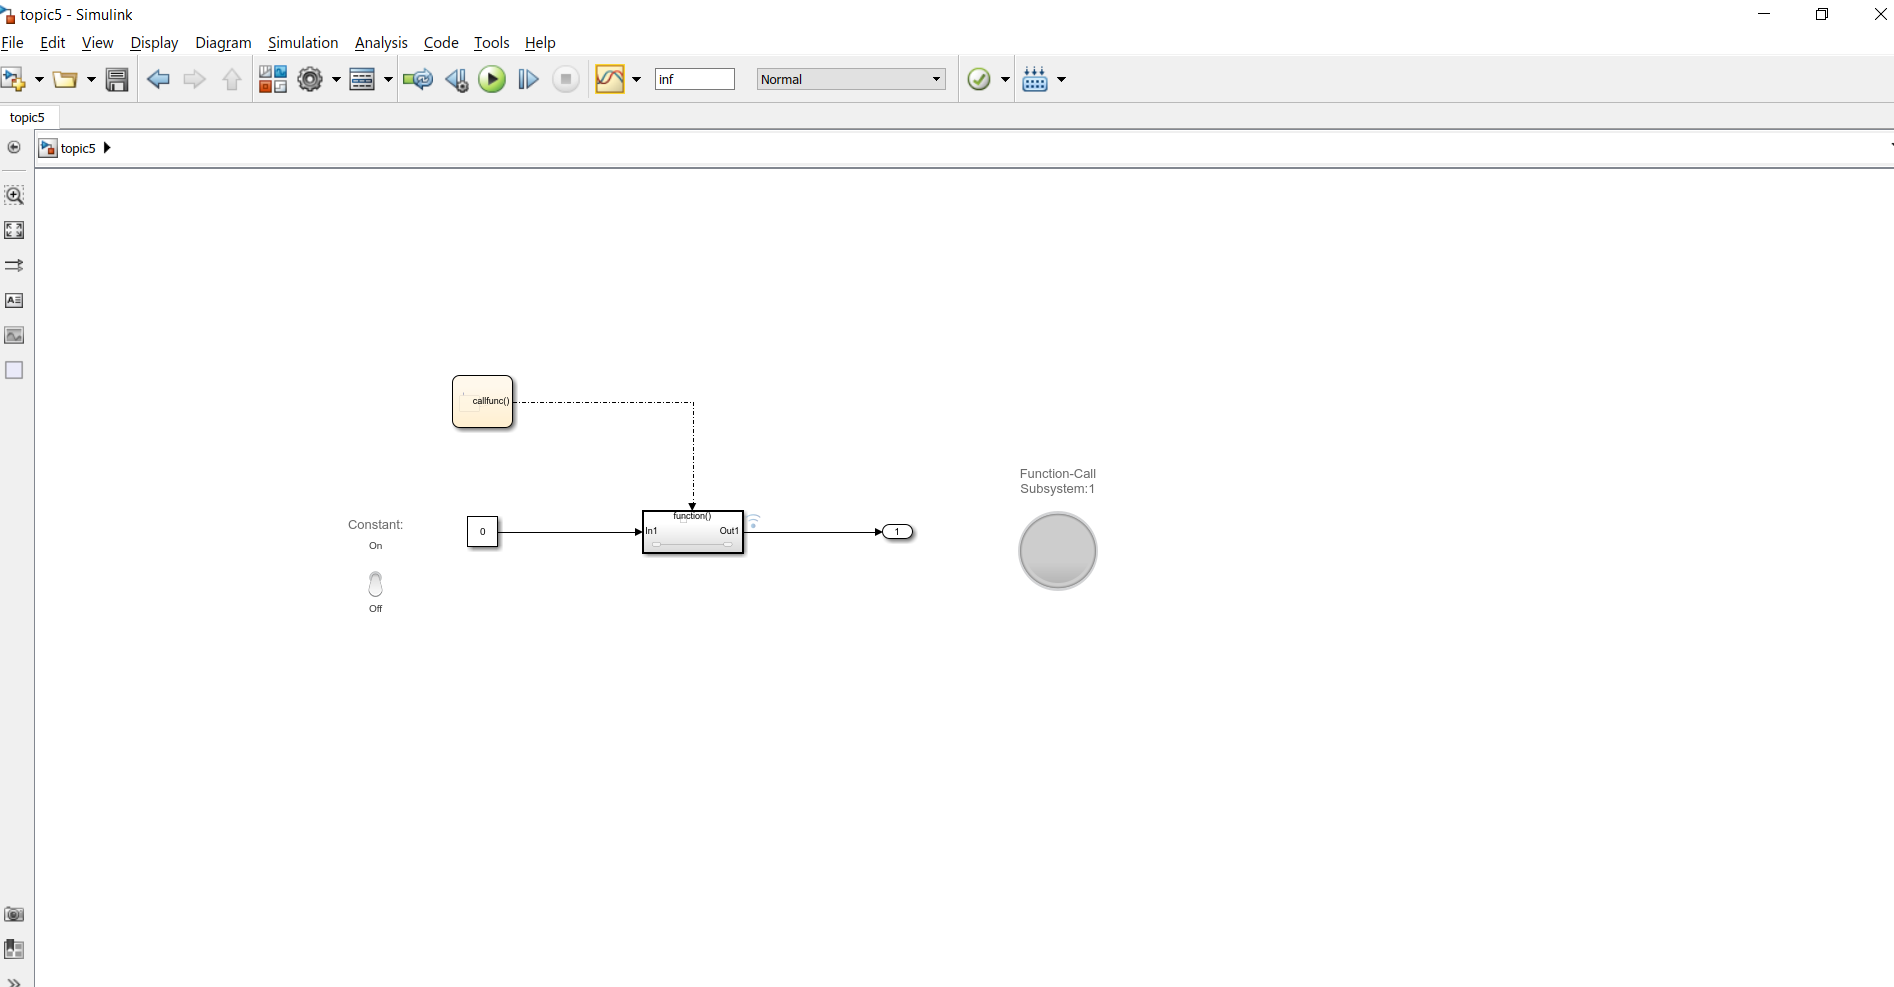 topic5 - Simulink
File Edit View Display Diagram Simulation Analysis Code Tools Help
inf
Normal
topic5
topic5
callfunc()
Function-Call
Subsystem:1
function()
Constant:
On
0
In1
Out1
1
Off